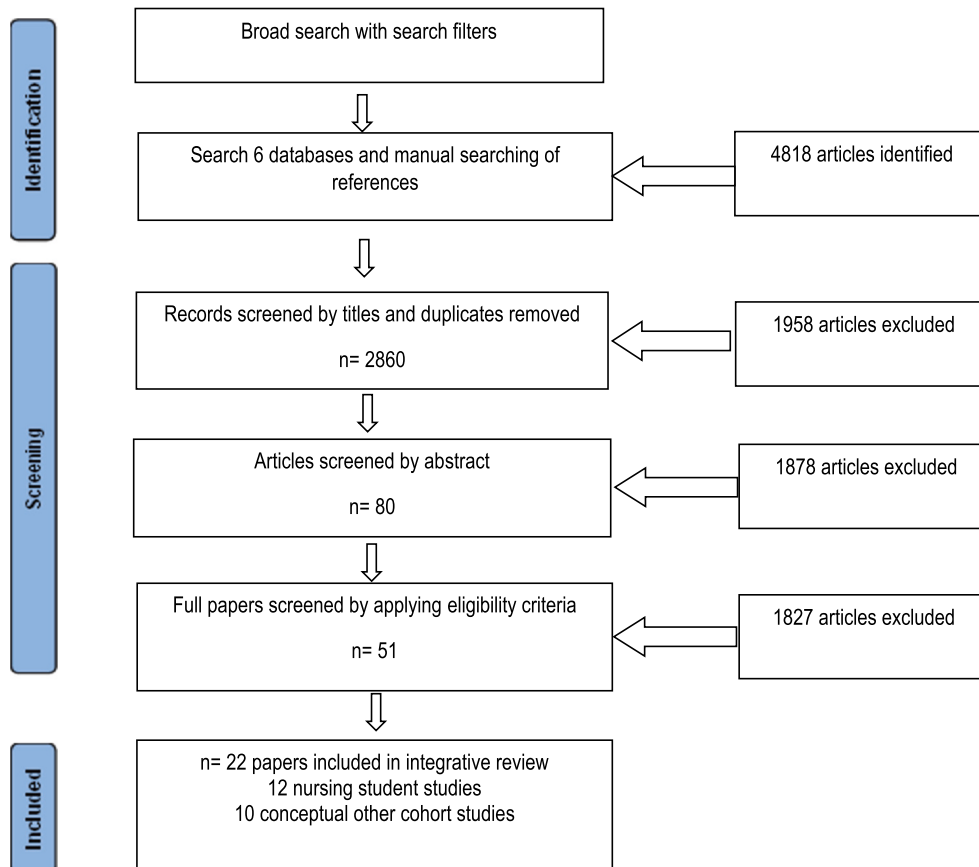 Identification
Broad search with search filters
Search 6 databases and manual searching of
references
4818 articles identified
Screening
Records screened by titles and duplicates removed
n= 2860
1958 articles excluded
Articles screened by abstract
n= 80
1878 articles excluded
Full papers screened by applying eligibility criteria
n= 51
1827 articles excluded
Included
n= 22 papers included in integrative review
12 nursing student studies
10 conceptual other cohort studies